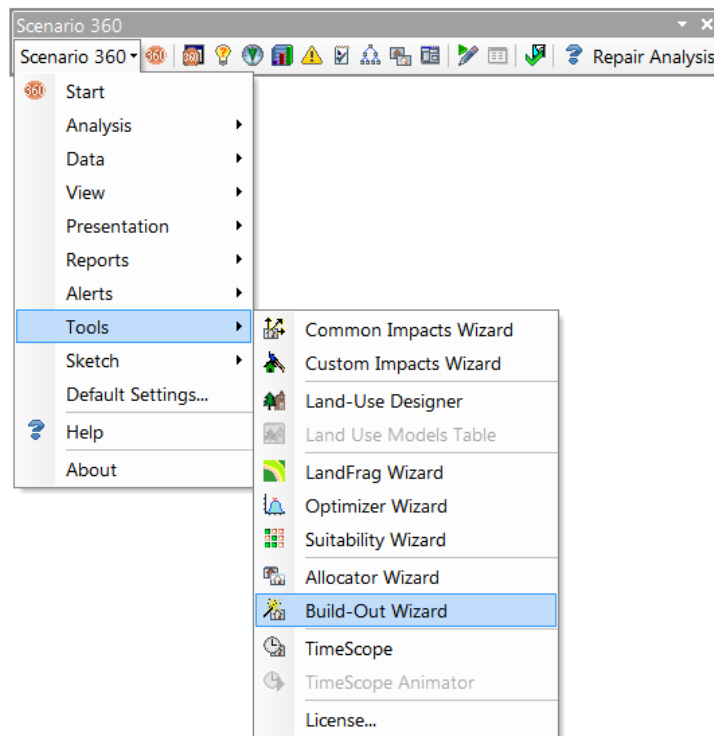 Scenario 360
Scenario 360 Repair Analysis
Start
Analysis
Data
View
Presentation
Reports
Alerts
Tools
Sketch
Default Settings...
Help
About
Common Impacts Wizard
Custom Impacts Wizard
Land-Use Designer
Land Use Models Table
LandFrag Wizard
Optimizer Wizard
Suitability Wizard
Allocator Wizard
Build-Out Wizard
TimeScope
TimeScope Animator
License...